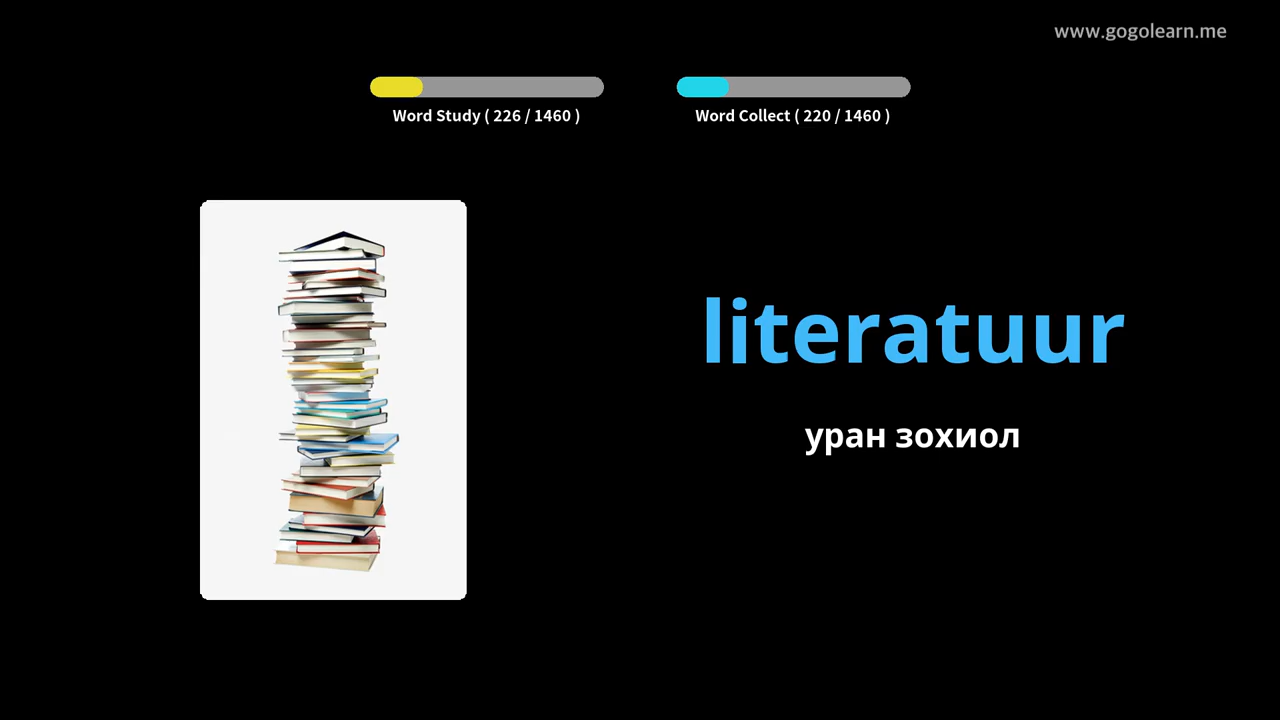 www.gogolearn.me
Word Study ( 226 / 1460 )
Word Collect ( 220 / 1460 )
literatuur
уран зохиол